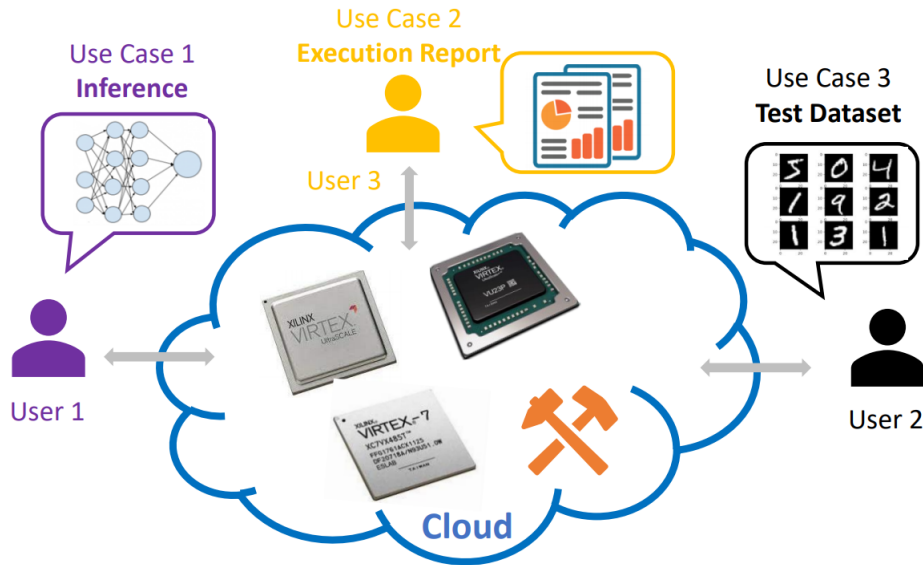 Use Case 1
Inference
Use Case 2
Execution Report
Use Case 3
Test Dataset
5 0 4
1 9 2
1 3 1
User 3
User 1
User 2
XILINX
VIRTEX
UltraSCALE
XILINX
VIRTEX
VU23P
XILINX
VIRTEX-7
XC7VX485T™
TAIWAN
Cloud